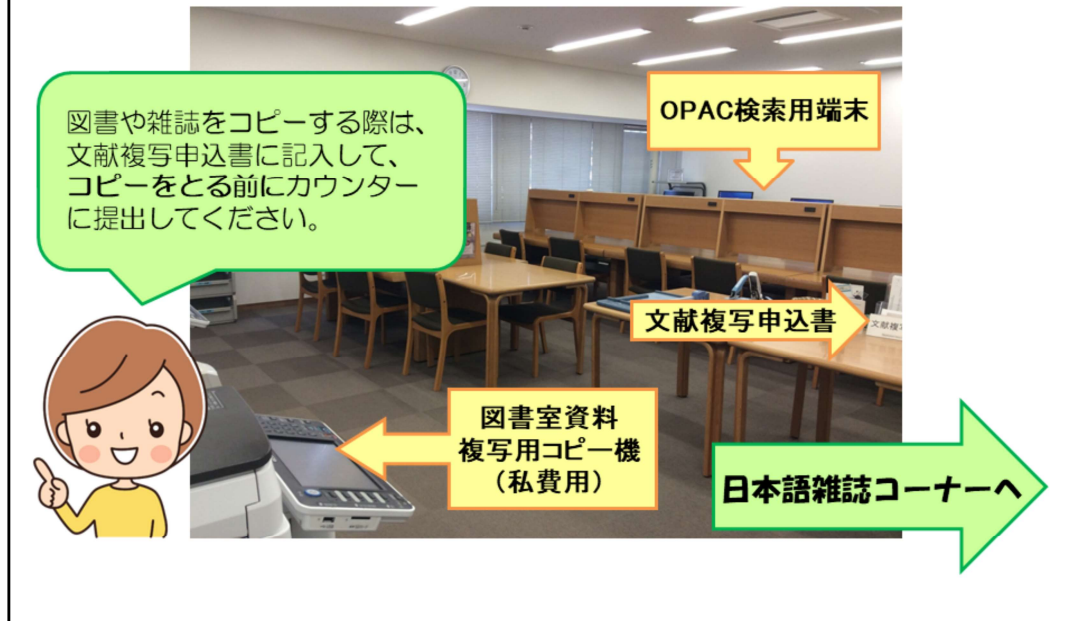 図書や雑誌をコピーする際は、
文献複写申込書に記入して、
コピーをとる前にカウンター
に提出してください。
OPAC検索用端末
文献複写申込書
文献複
図書室資料
複写用コピー機
（私費用）
日本語雑誌コーナーへ